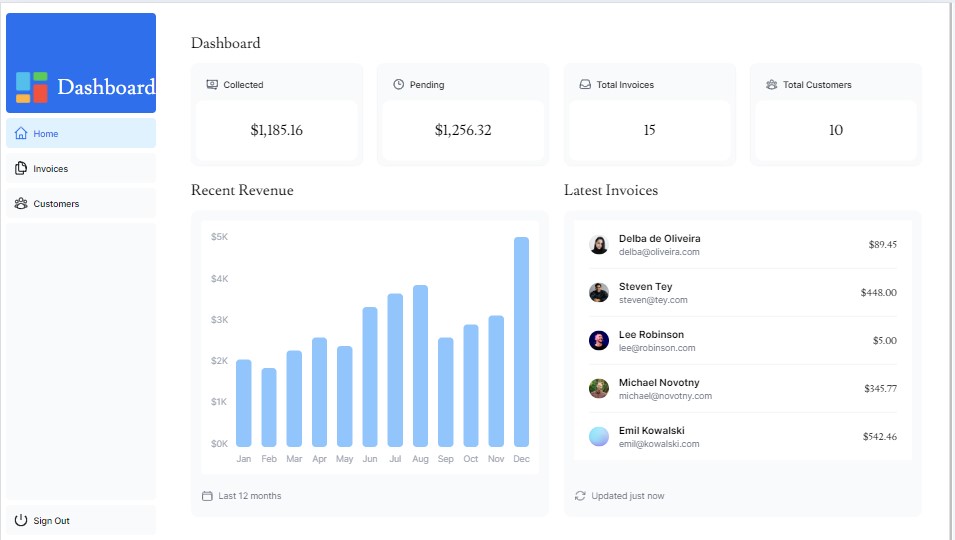 Dashboard
Home
Invoices
Customers
Sign Out
Dashboard
Collected
$1,185.16
Pending
$1,256.32
Total Invoices
15
Total Customers
10
Recent Revenue
$5K
$4K
$3K
$2K
$1K
$0K
Jan Feb Mar Apr May Jun Jul Aug Sep Oct Nov Dec
Last 12 months
Latest Invoices
Delba de Oliveira
delba@oliveira.com
$89.45
Steven Tey
steven@tey.com
$448.00
Lee Robinson
lee@robinson.com
$5.00
Michael Novotny
michael@novotny.com
$345.77
Emil Kowalski
emil@kowalski.com
$542.46
Updated just now